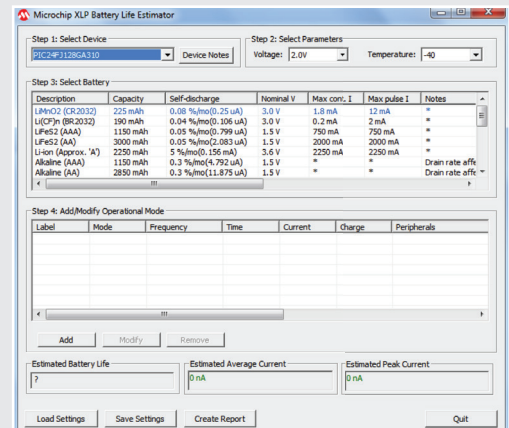 Microchip XLP Battery Life Estimator
Step 1: Select Device
Step 2: Select Parameters
PIC24FJ128GA310 Device Notes Voltage: 2.0V Temperature: -40
Step 3: Select Battery
Description Capacity Self-discharge Nominal V Max cont. I Max pulse I Notes
LiMnO2 (CR2032) 225 mAh 0.08 %/mo(0.25 uA) 3.0 V 1.8 mA 12 mA *
Li(CF)n (BR2032) 190 mAh 0.04 %/mo(0.106 uA) 3.0 V 0.2 mA 2 mA *
LiFeS2 (AAA) 1150 mAh 0.05 %/mo(0.799 uA) 1.5 V 750 mA 750 mA *
LiFeS2 (AA) 3000 mAh 0.05 %/mo(2.083 uA) 1.5 V 2000 mA 2000 mA *
Li-ion (Approx. 'A') 2250 mAh 5 %/mo(0.156 mA) 3.6 V 2250 mA 2250 mA *
Alkaline (AAA) 1150 mAh 0.3 %/mo(4.792 uA) 1.5 V * * Drain rate affe
Alkaline (AA) 2850 mAh 0.3 %/mo(11.875 uA) 1.5 V * * Drain rate affe
Step 4: Add/Modify Operational Mode
Label Mode Frequency Time Current Charge Peripherals
Add Modify Remove
Estimated Battery Life Estimated Average Current Estimated Peak Current
? 0 nA 0 nA
Load Settings Save Settings Create Report Quit